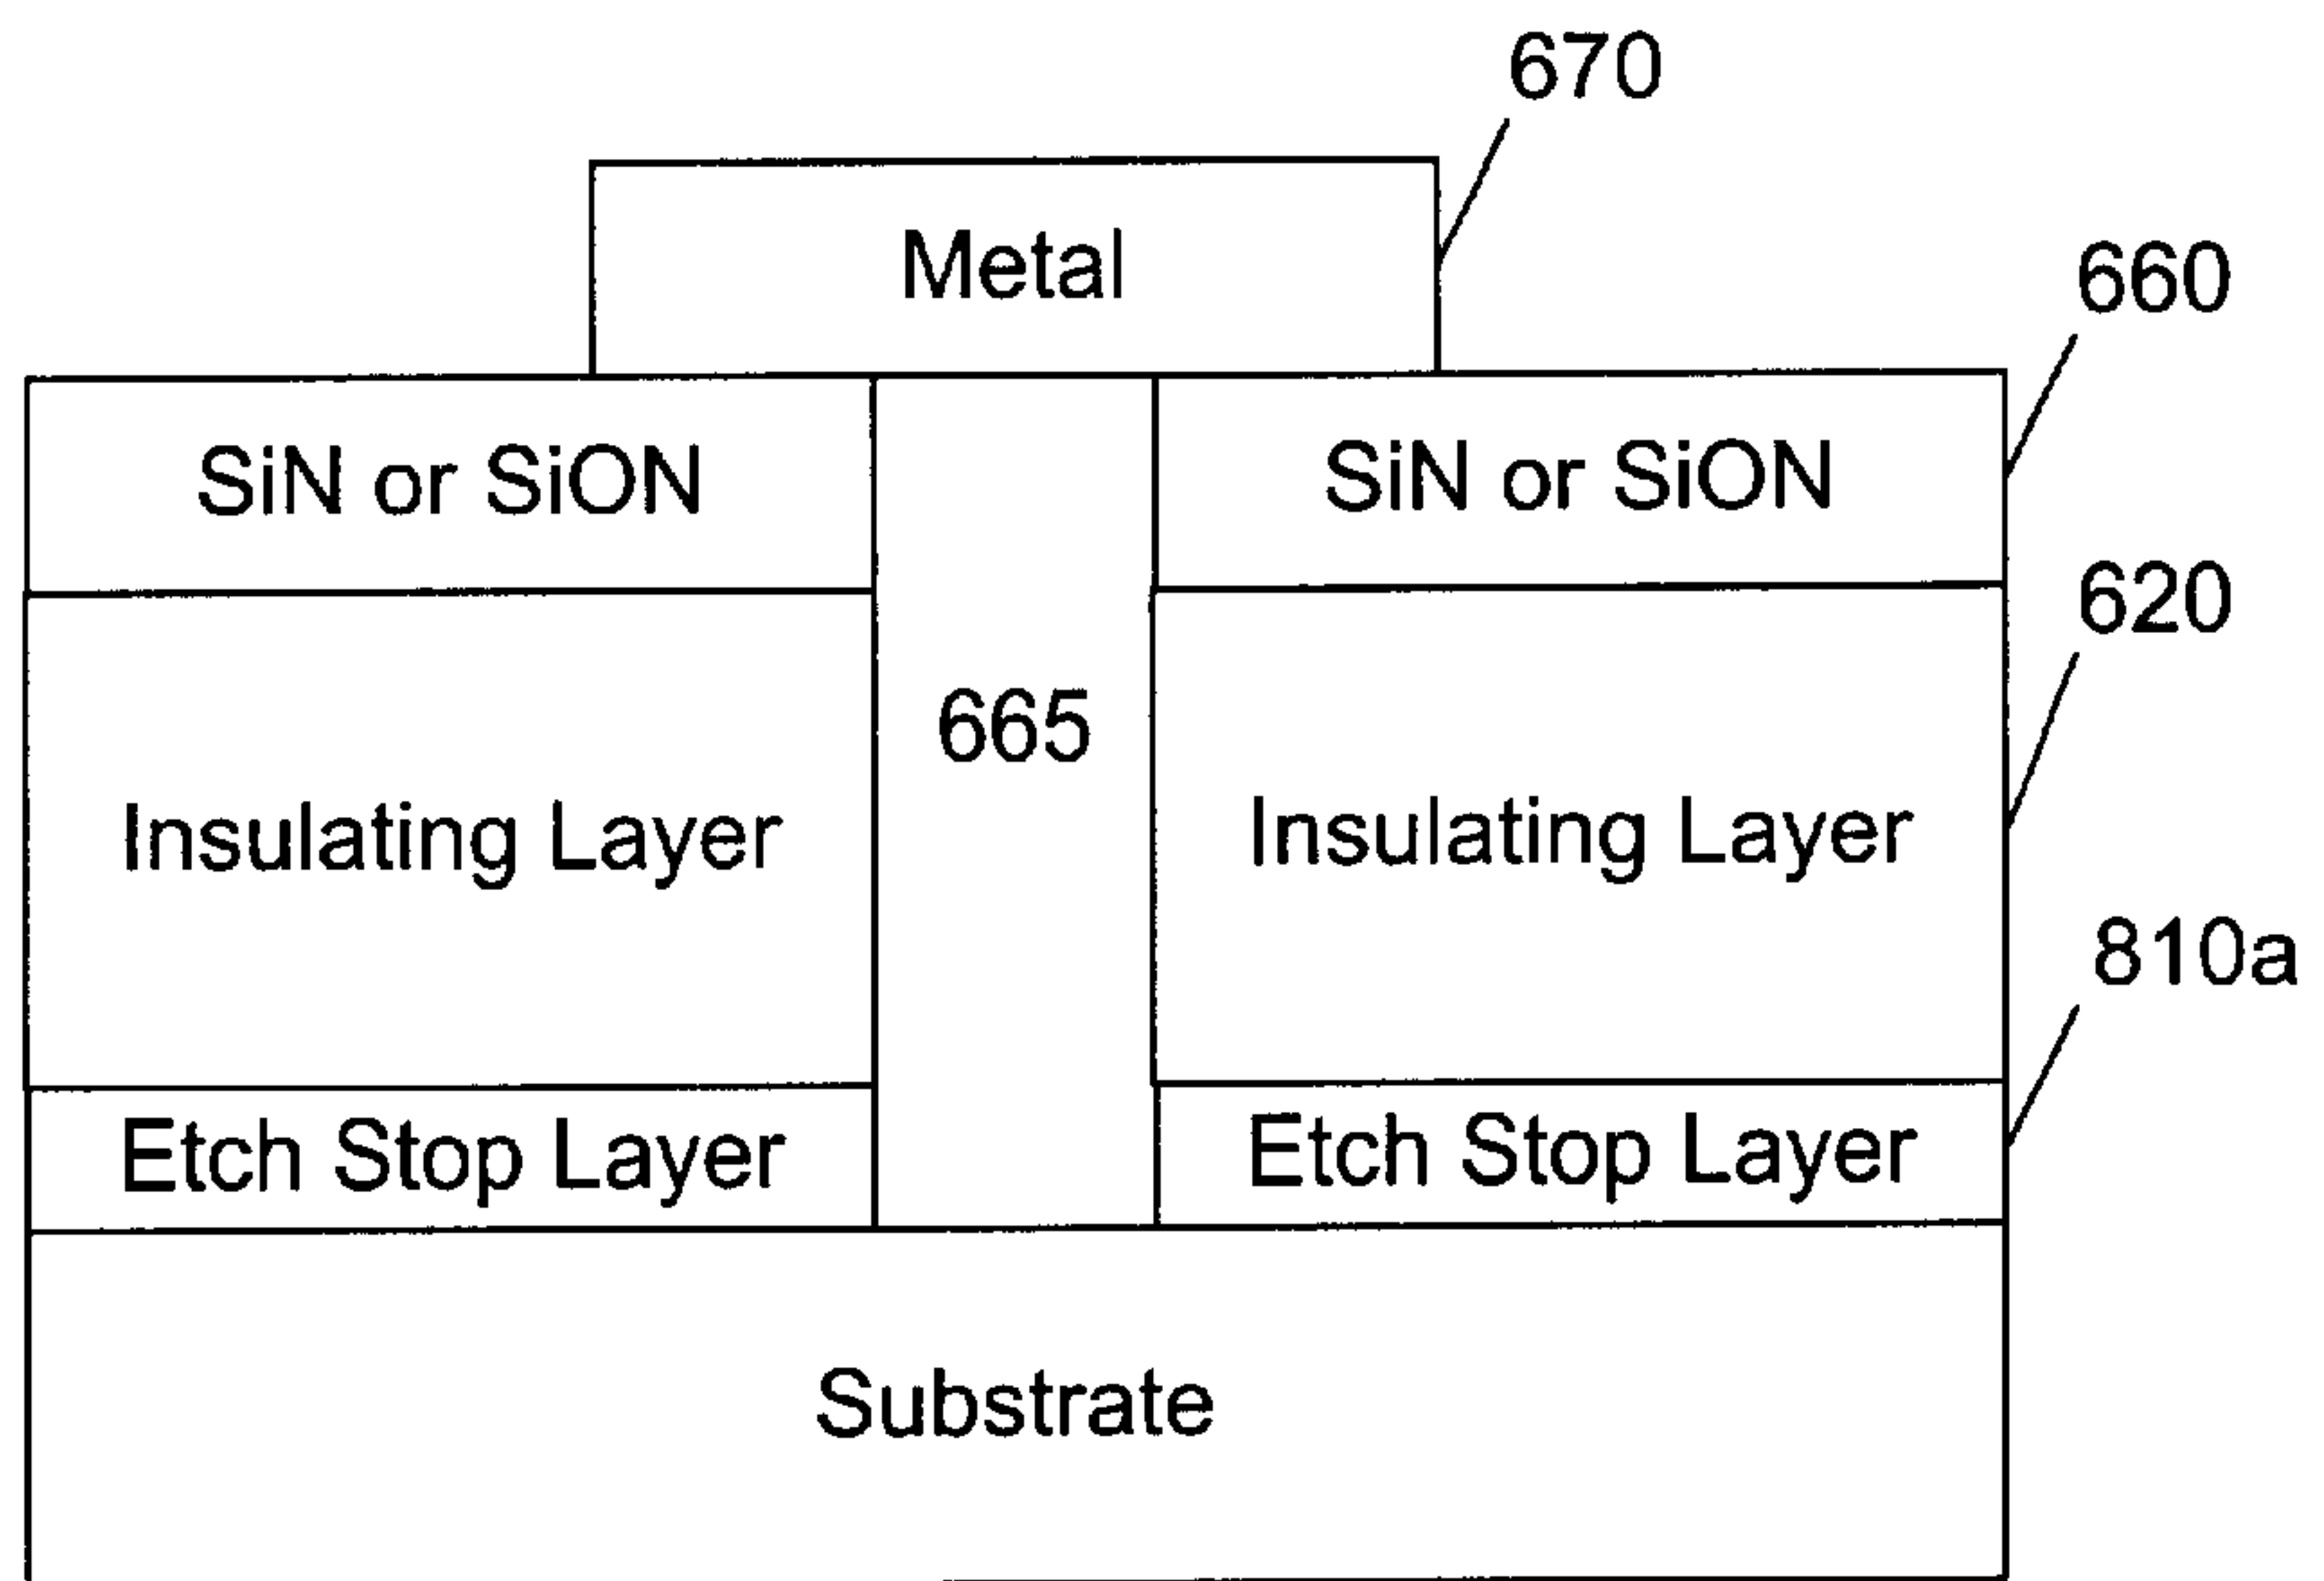 670
Metal
660
SiN or SiON SiN or SiON
620
665
Insulating Layer Insulating Layer
810a
Etch Stop Layer Etch Stop Layer
Substrate